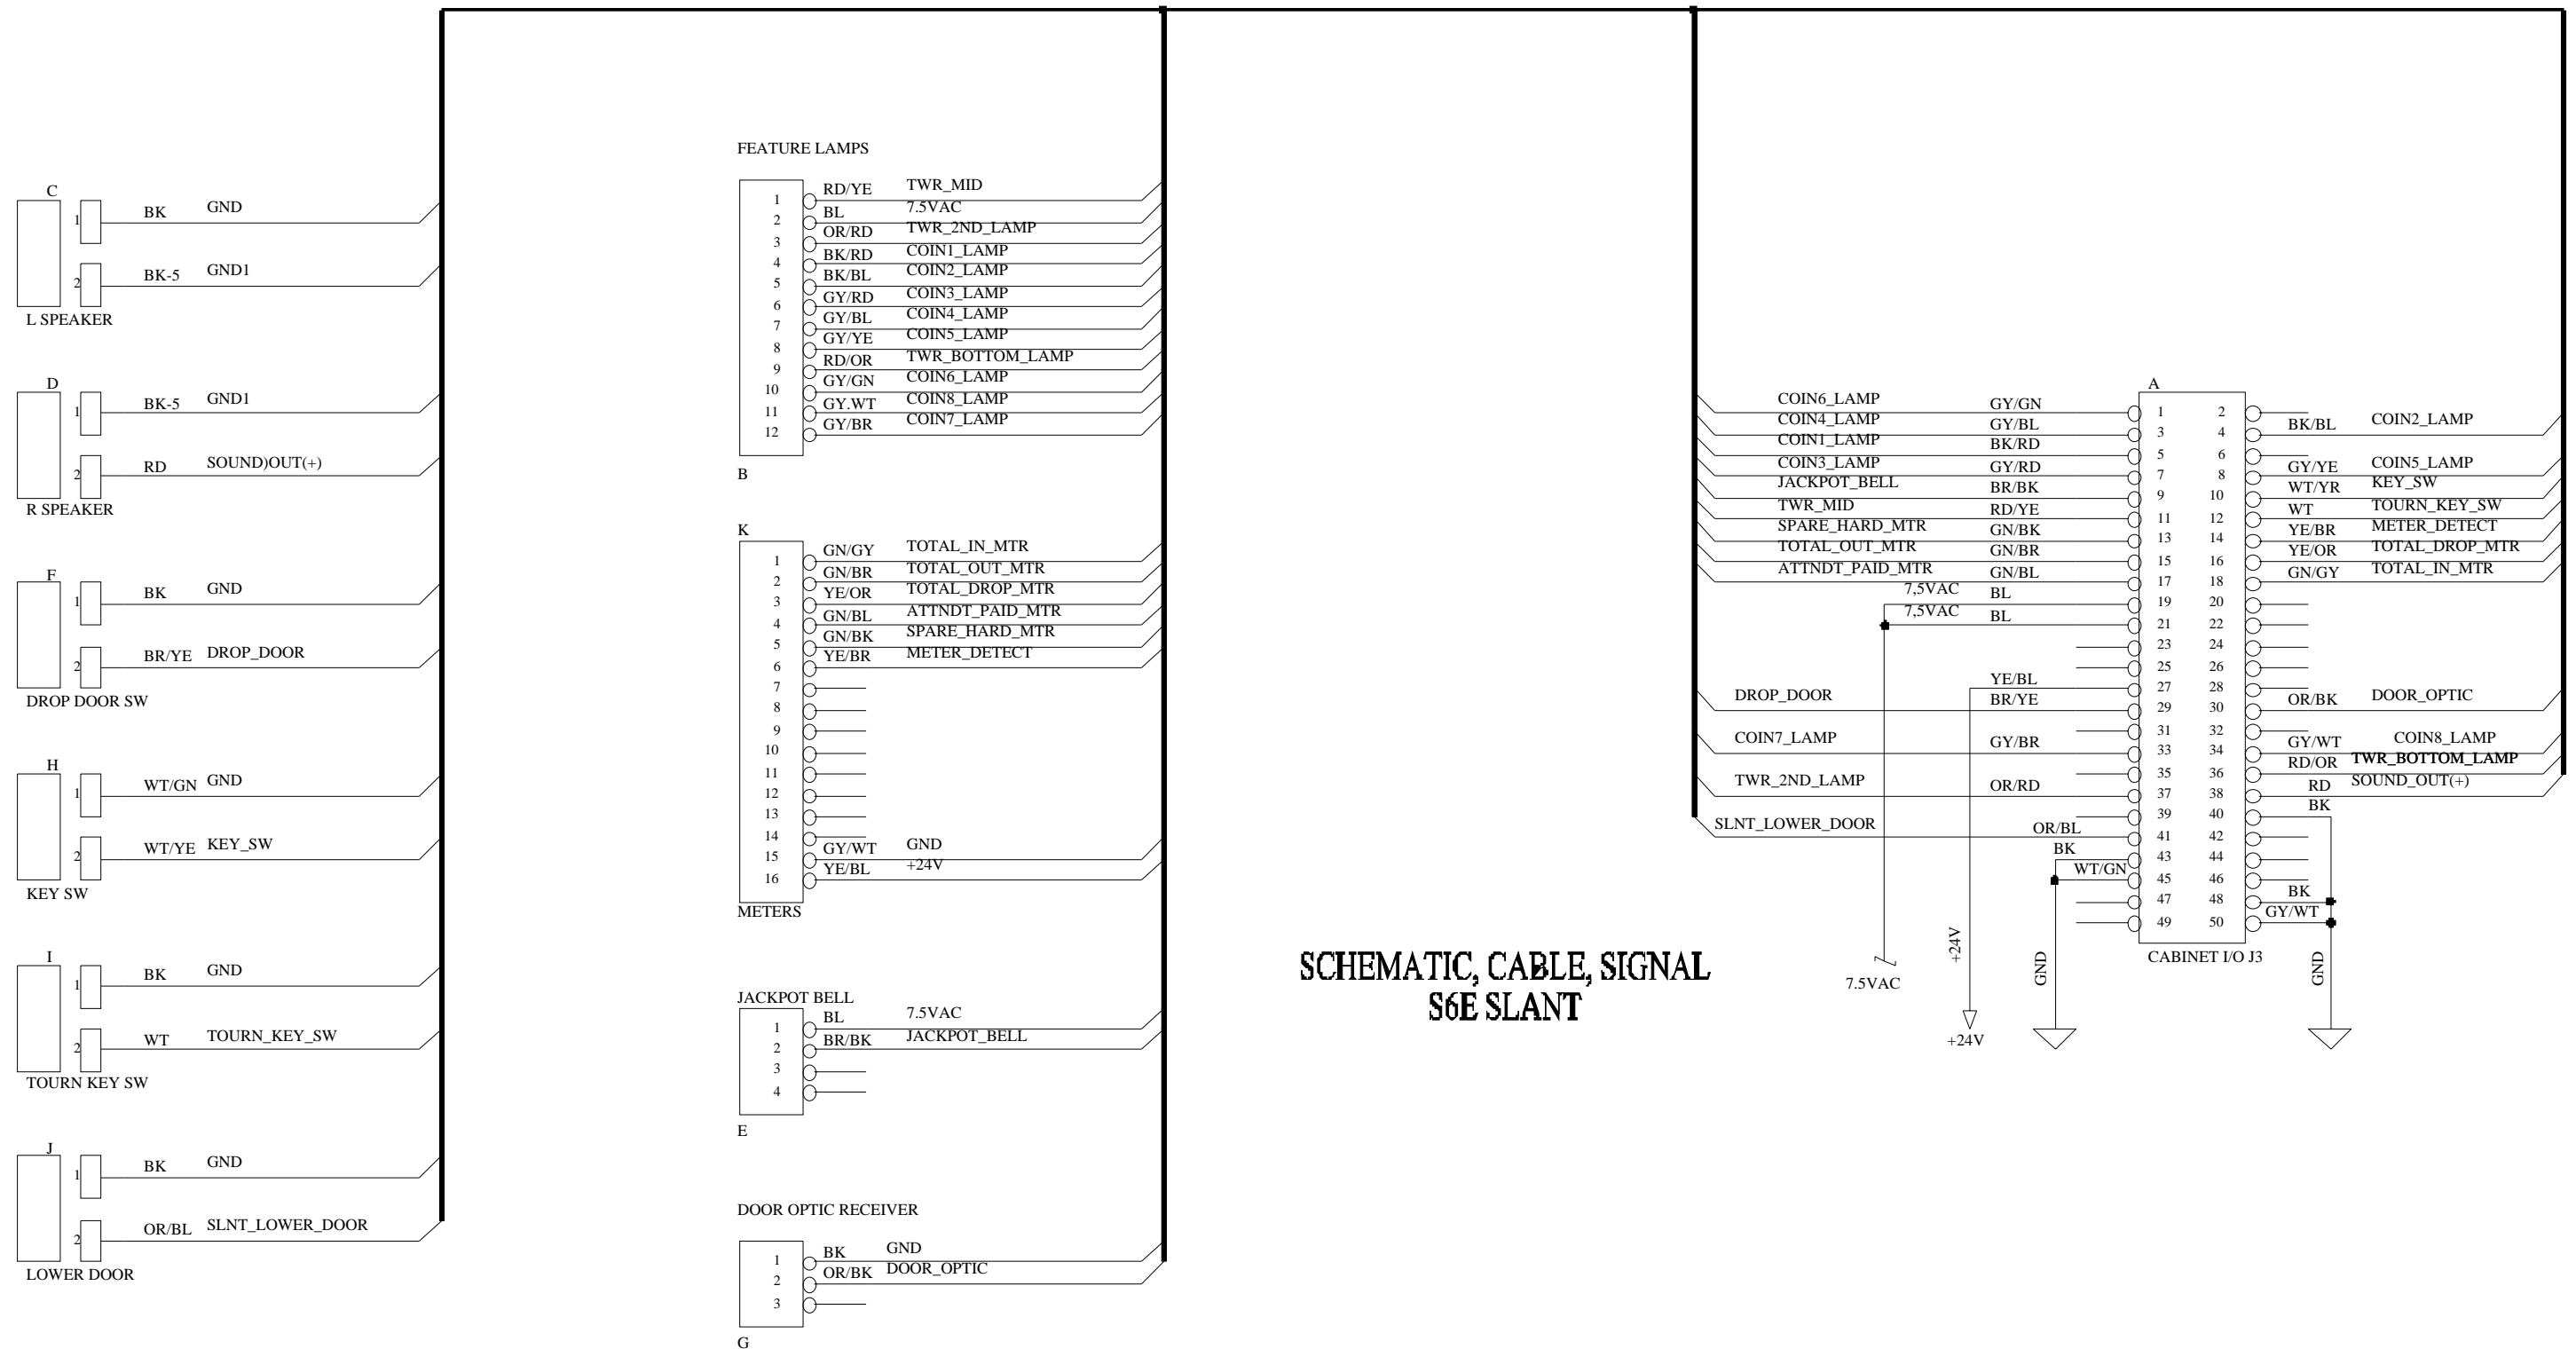 C
1 BK GND
2 BK-5 GND1
L SPEAKER
D
1 BK-5 GND1
2 RD SOUND)OUT(+)
R SPEAKER
F
1 BK GND
2 BR/YE DROP_DOOR
DROP DOOR SW
H
1 WT/GN GND
2 WT/YE KEY_SW
KEY SW
I
1 BK GND
2 WT TOURN_KEY_SW
TOURN KEY SW
J
1 BK GND
2 OR/BL SLNT_LOWER_DOOR
LOWER DOOR
FEATURE LAMPS
1 RD/YE TWR_MID
2 BL 7.5VAC
3 OR/RD TWR_2ND_LAMP
4 BK/RD COIN1_LAMP
5 BK/BL COIN2_LAMP
6 GY/RD COIN3_LAMP
7 GY/BL COIN4_LAMP
8 GY/YE COIN5_LAMP
9 RD/OR TWR_BOTTOM_LAMP
10 GY/GN COIN6_LAMP
11 GY.WT COIN8_LAMP
12 GY/BR COIN7_LAMP
B
K
1 GN/GY TOTAL_IN_MTR
2 GN/BR TOTAL_OUT_MTR
3 YE/OR TOTAL_DROP_MTR
4 GN/BL ATTNDT_PAID_MTR
5 GN/BK SPARE_HARD_MTR
6 YE/BR METER_DETECT
7
8
9
10
11
12
13
14
15 GY/WT GND
16 YE/BL +24V
METERS
JACKPOT BELL
1 BL 7.5VAC
2 BR/BK JACKPOT_BELL
3
4
E
DOOR OPTIC RECEIVER
1 BK GND
2 OR/BK DOOR_OPTIC
3
G
SCHEMATIC, CABLE, SIGNAL
S6E SLANT
A
COIN6_LAMP GY/GN 1 2
COIN4_LAMP GY/BL 3 4 BK/BL COIN2_LAMP
COIN1_LAMP BK/RD 5 6
COIN3_LAMP GY/RD 7 8 GY/YE COIN5_LAMP
JACKPOT_BELL BR/BK 9 10 WT/YR KEY_SW
TWR_MID RD/YE 11 12 WT TOURN_KEY_SW
SPARE_HARD_MTR GN/BK 13 14 YE/BR METER_DETECT
TOTAL_OUT_MTR GN/BR 15 16 YE/OR TOTAL_DROP_MTR
ATTNDT_PAID_MTR GN/BL 17 18 GN/GY TOTAL_IN_MTR
7,5VAC BL 19 20
7,5VAC BL 21 22
23 24
25 26
YE/BL 27 28
DROP_DOOR BR/YE 29 30 OR/BK DOOR_OPTIC
31 32
COIN7_LAMP GY/BR 33 34 GY/WT COIN8_LAMP
35 36 RD/OR TWR_BOTTOM_LAMP
TWR_2ND_LAMP OR/RD 37 38 RD SOUND_OUT(+)
39 40 BK
SLNT_LOWER_DOOR OR/BL 41 42
BK 43 44
WT/GN 45 46
47 48 BK
49 50 GY/WT
CABINET I/O J3
7.5VAC
+24V
+24V
GND
GND